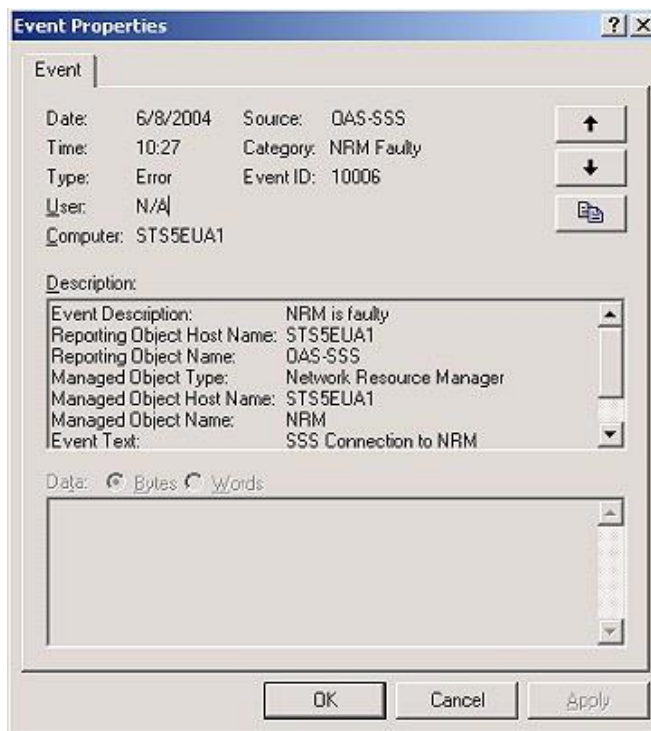 Event Properties
Event
Date: 6/8/2004 Source: OAS-SSS
Time: 10:27 Category: NRM Faulty
Type: Error Event ID: 10006
User: N/A
Computer: STS5EUA1
Description:
Event Description: NRM is faulty
Reporting Object Host Name: STS5EUA1
Reporting Object Name: OAS-SSS
Managed Object Type: Network Resource Manager
Managed Object Host Name: STS5EUA1
Managed Object Name: NRM
Event Text: SSS Connection to NRM
Data: Bytes Words
OK Cancel Apply